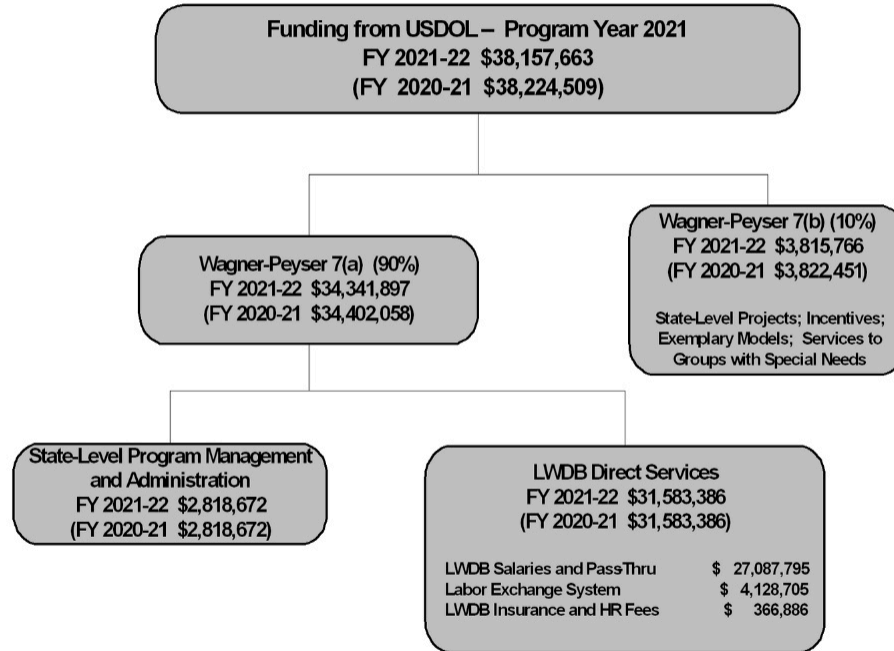 Funding from USDOL – Program Year 2021
FY 2021-22 $38,157,663
(FY 2020-21 $38,224,509)
Wagner-Peyser 7(a) (90%)
FY 2021-22 $34,341,897
(FY 2020-21 $34,402,058)
Wagner-Peyser 7(b) (10%)
FY 2021-22 $3,815,766
(FY 2020-21 $3,822,451)
State-Level Projects; Incentives;
Exemplary Models; Services to
Groups with Special Needs
State-Level Program Management
and Administration
FY 2021-22 $2,818,672
(FY 2020-21 $2,818,672)
LWDB Direct Services
FY 2021-22 $31,583,386
(FY 2020-21 $31,583,386)
LWDB Salaries and Pass-Thru $ 27,087,795
Labor Exchange System $ 4,128,705
LWDB Insurance and HR Fees $ 366,886